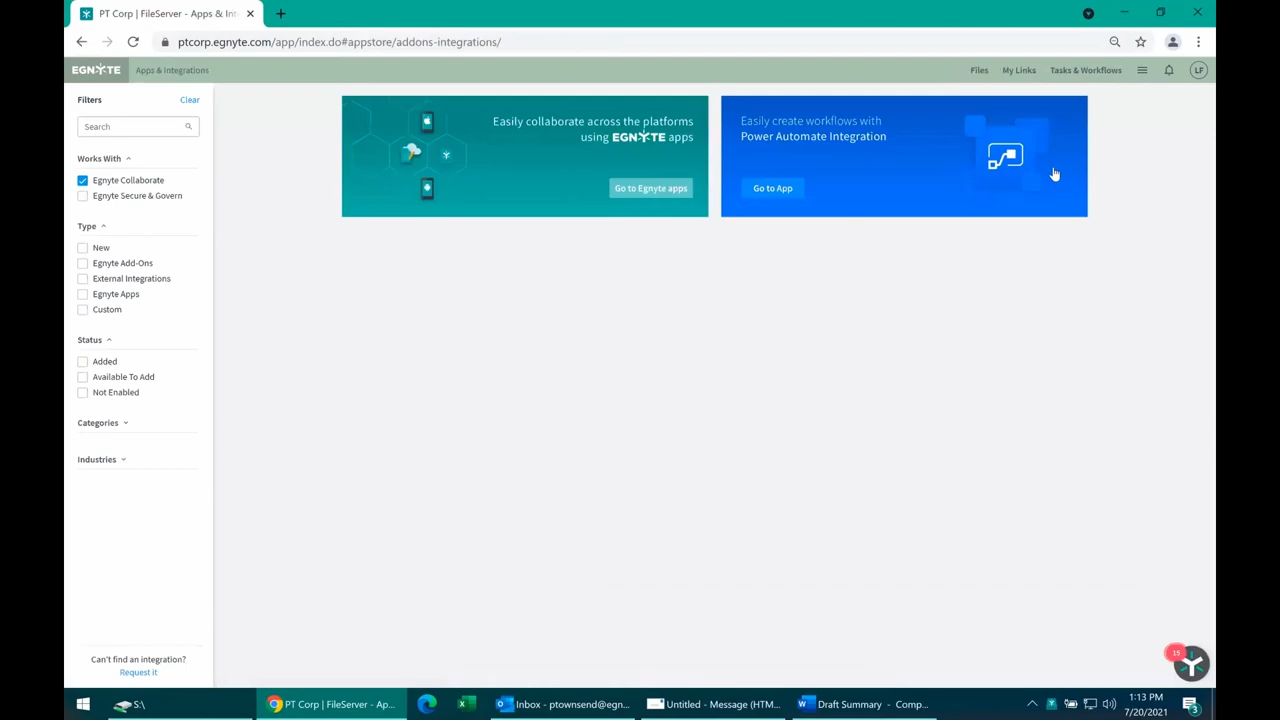 PT Corp | FileServer - Apps & Int
ptcorp.egnyte.com/app/index.do#appstore/addons-integrations/
EGNYTE
Apps & Integrations
Files
My Links
Tasks & Workflows
LF
Filters
Clear
Search
Works With
Egnyte Collaborate
Egnyte Secure & Govern
Type
New
Egnyte Add-Ons
External Integrations
Egnyte Apps
Custom
Status
Added
Available To Add
Not Enabled
Categories
Industries
Can't find an integration?
Request it
Easily collaborate across the platforms
using EGNYTE apps
Go to Egnyte apps
Easily create workflows with
Power Automate Integration
Go to App
15
S:\
PT Corp | FileServer - Ap...
Inbox - ptownsend@egn...
Untitled - Message (HTM...
Draft Summary - Comp...
1:13 PM
7/20/2021
3